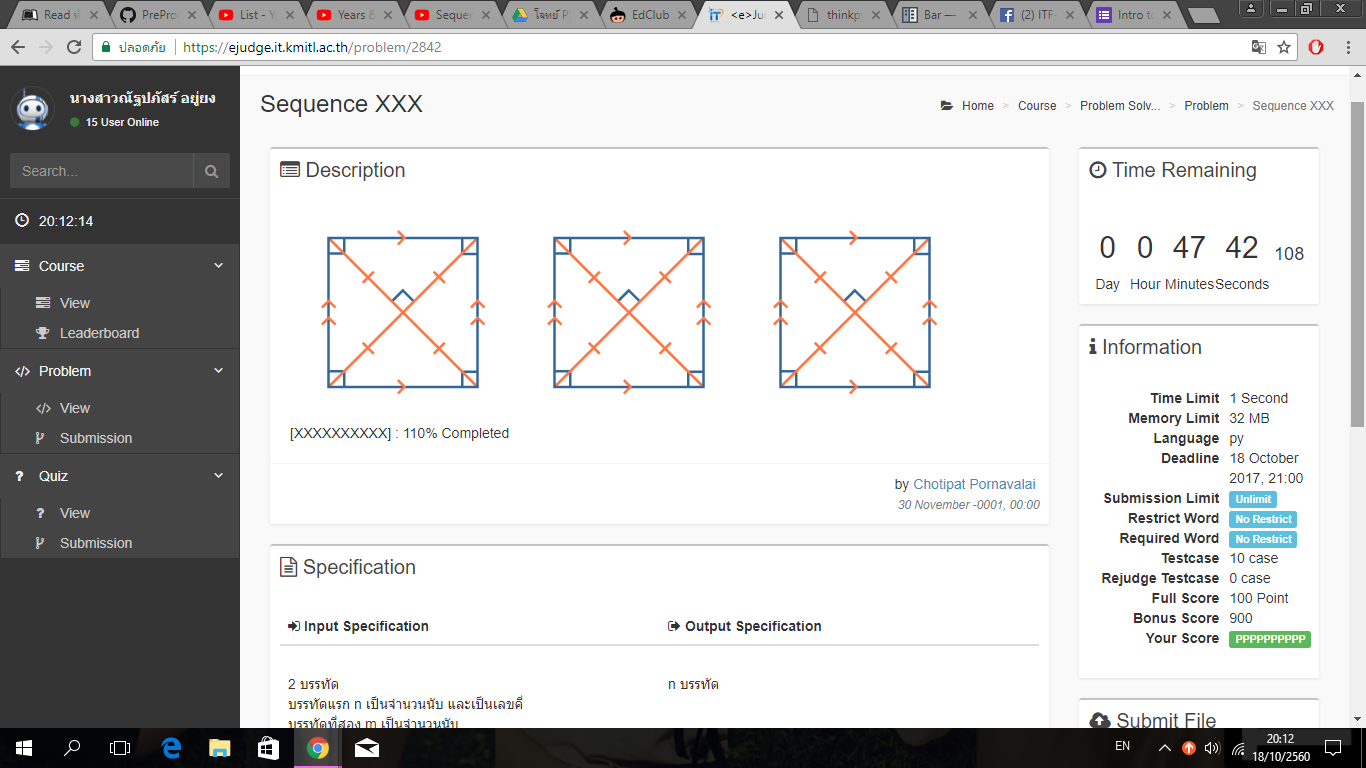 Read
PrePro
List - Y
Years &
Sequen
โจทย์ P
EdClub
<e>Jud
thinkpy
Bar —
(2) ITF-
Intro to
ปลอดภัย
https://ejudge.it.kmitl.ac.th/problem/2842
นางสาวณัฐปภัสร์ อยู่ยง
15 User Online
Search...
20:12:14
Course
View
Leaderboard
Problem
View
Submission
Quiz
View
Submission
Sequence XXX
Home > Course > Problem Solv... > Problem > Sequence XXX
Description
[XXXXXXXXXX] : 110% Completed
by Chotipat Pornavalai
30 November -0001, 00:00
Specification
Input Specification
Output Specification
2 บรรทัด
บรรทัดแรก n เป็นจำนวนนับ และเป็นเลขคี่
บรรทัดที่สอง m เป็นจำนวนนับ
n บรรทัด
Time Remaining
0 0 47 42 108
Day Hour Minutes Seconds
Information
Time Limit 1 Second
Memory Limit 32 MB
Language py
Deadline 18 October
2017, 21:00
Submission Limit Unlimit
Restrict Word No Restrict
Required Word No Restrict
Testcase 10 case
Rejudge Testcase 0 case
Full Score 100 Point
Bonus Score 900
Your Score PPPPPPPPPP
Submit File
EN
20:12
18/10/2560